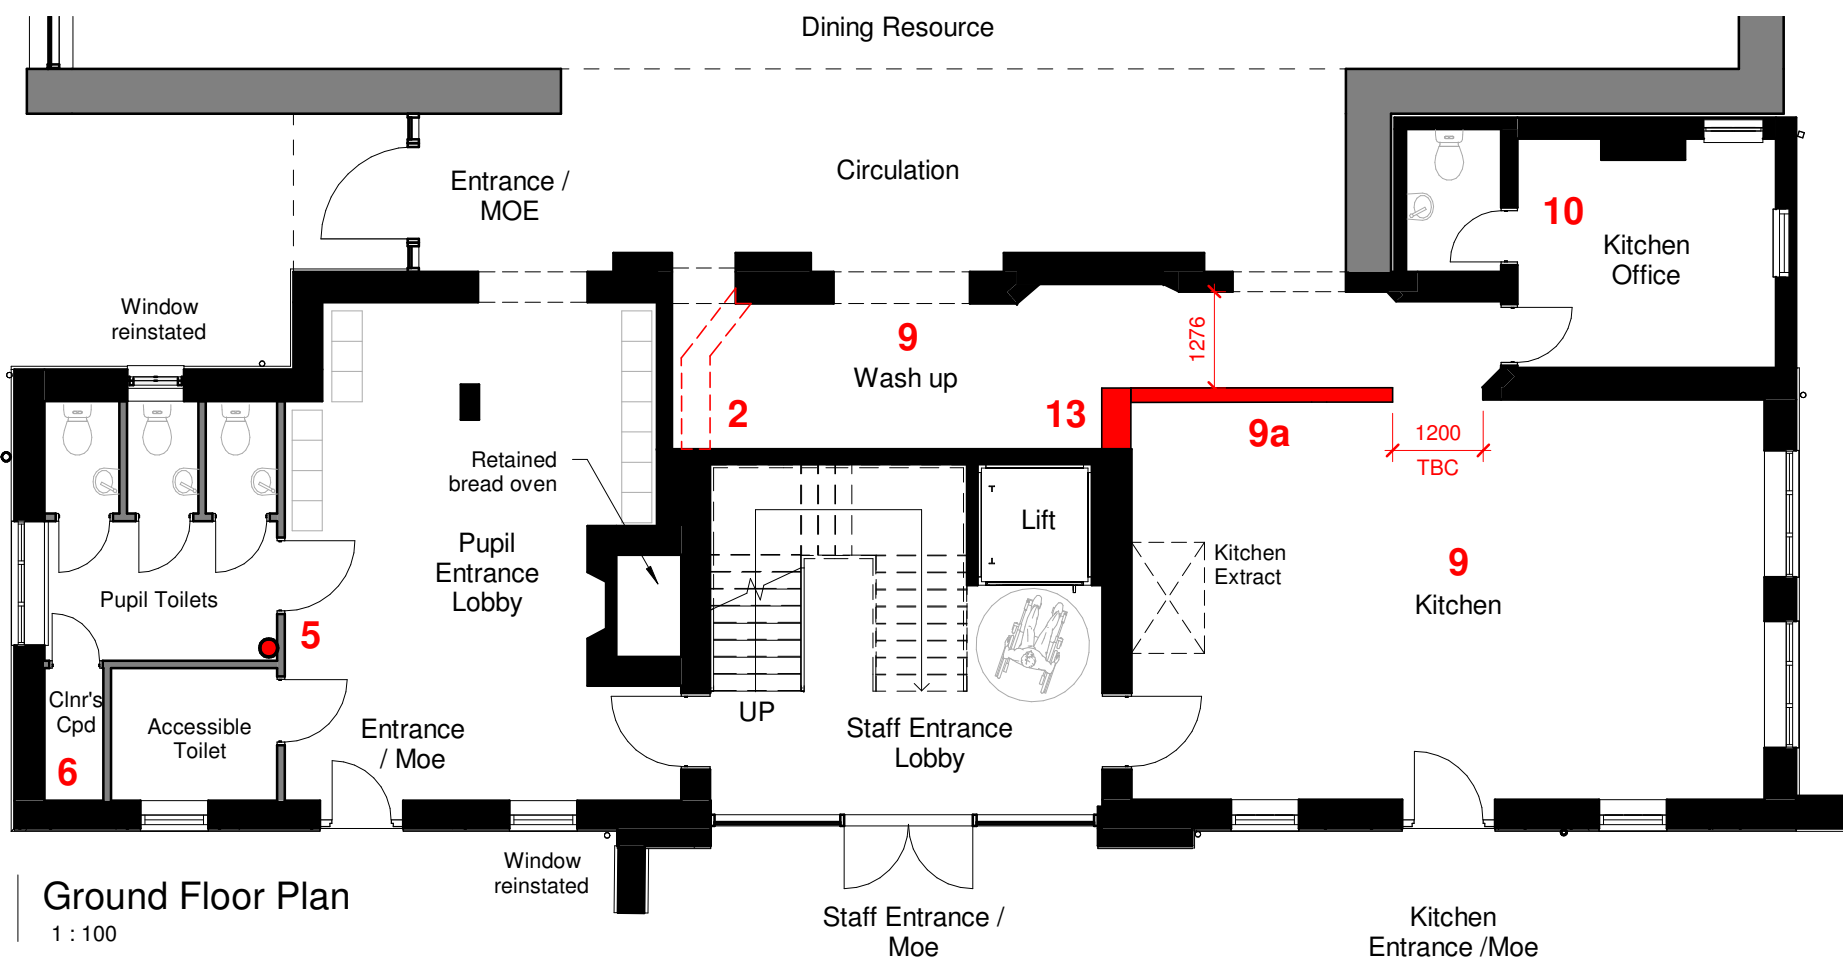 Dining Resource
Circulation
Entrance /
MOE
10
Kitchen
Office
Window
reinstated
9
Wash up
1276
2
13
9a
1200
TBC
Retained
bread oven
Lift
Pupil
Entrance
Lobby
Kitchen
Extract
9
Kitchen
Pupil Toilets
5
Clnr's
Cpd
6
Accessible
Toilet
Entrance
/ Moe
UP
Staff Entrance
Lobby
Window
reinstated
Ground Floor Plan
1 : 100
Staff Entrance /
Moe
Kitchen
Entrance /Moe